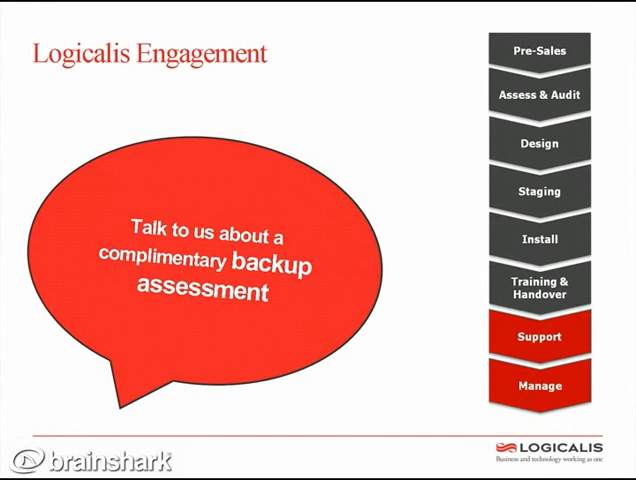 Logicalis Engagement
Talk to us about a
complimentary backup
assessment
Pre-Sales
Assess & Audit
Design
Staging
Install
Training &
Handover
Support
Manage
LOGICALIS
Business and technology working as one
brainshark